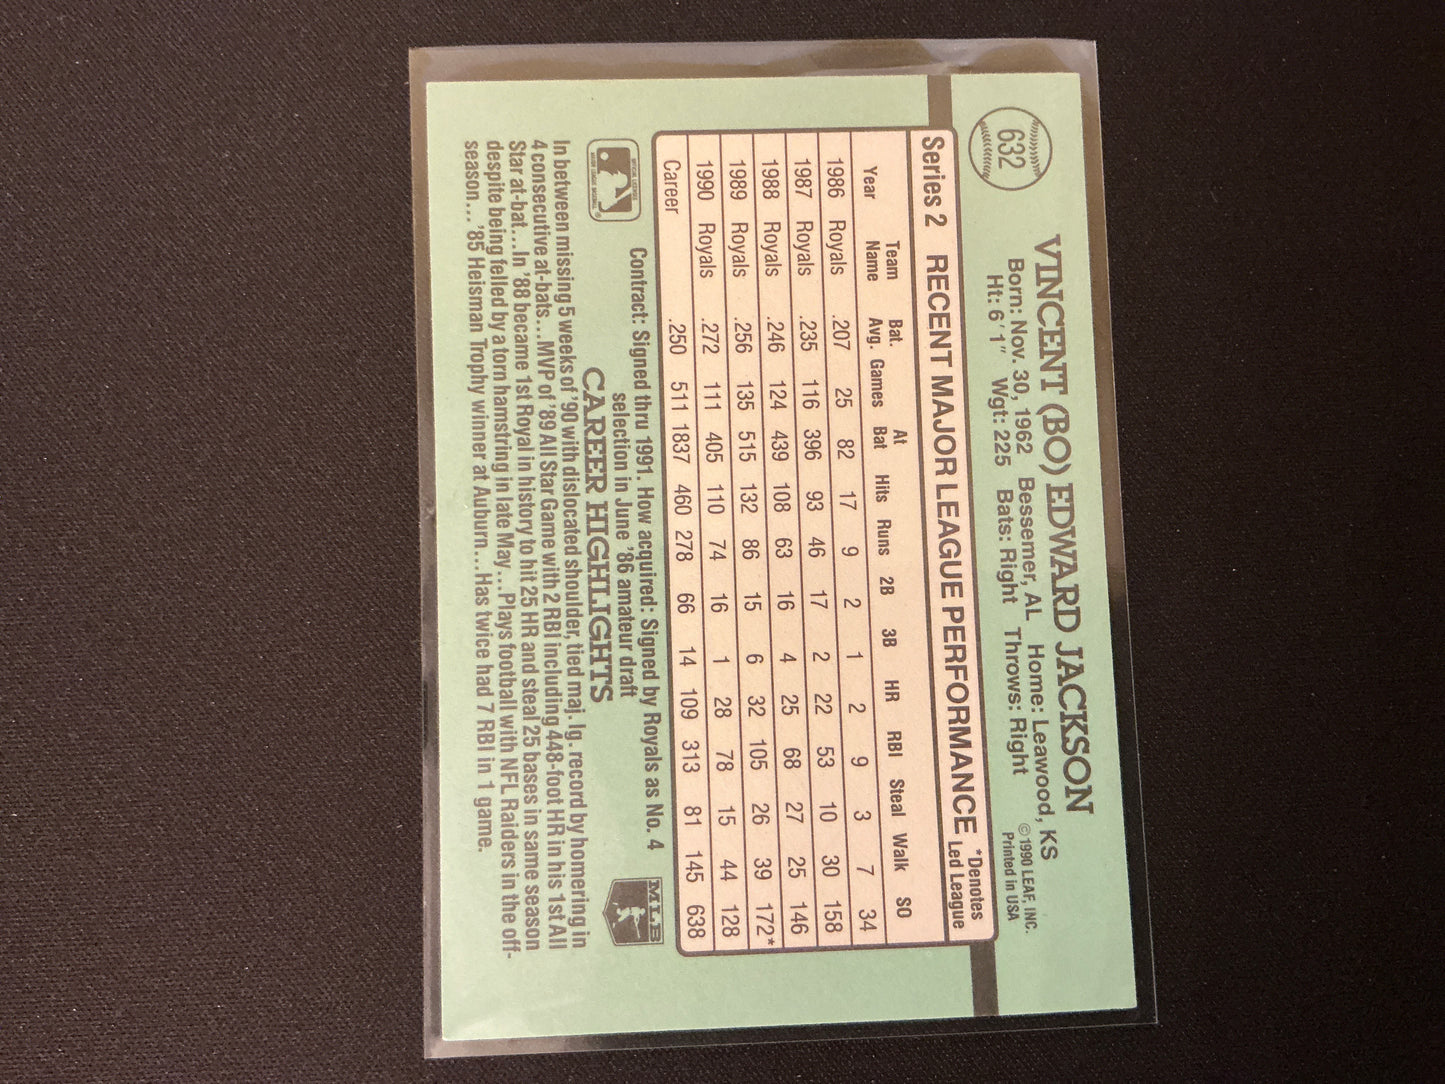 632
VINCENT (BO) EDWARD JACKSON
Born: Nov. 30, 1962 Bessemer, AL Home: Leawood, KS
Ht: 6'1" Wgt: 225 Bats: Right Throws: Right
©1990 LEAF, INC.
Printed in USA
Series 2 RECENT MAJOR LEAGUE PERFORMANCE *Denotes Led League
Year Team Name Bat. Avg. Games At Bat Hits Runs 2B 3B HR RBI Steal Walk SO
1986 Royals .207 25 82 17 9 2 1 2 9 3 7 34
1987 Royals .235 116 396 93 46 17 2 22 53 10 30 158
1988 Royals .246 124 439 108 63 16 4 25 68 27 25 146
1989 Royals .256 135 515 132 86 15 6 32 105 26 39 172*
1990 Royals .272 111 405 110 74 16 1 28 78 15 44 128
Career .250 511 1837 460 278 66 14 109 313 81 145 638
Contract: Signed thru 1991. How acquired: Signed by Royals as No. 4
selection in June '86 amateur draft
CAREER HIGHLIGHTS
MLB
In between missing 5 weeks of '90 with dislocated shoulder, tied maj. lg. record by homering in
4 consecutive at-bats...MVP of '89 All Star Game with 2 RBI including 448-foot HR in his 1st All
Star at-bat...In '88 became 1st Royal in history to hit 25 HR and steal 25 bases in same season
despite being felled by a torn hamstring in late May...Plays football with NFL Raiders in the off-
season...'85 Heisman Trophy winner at Auburn...Has twice had 7 RBI in 1 game.